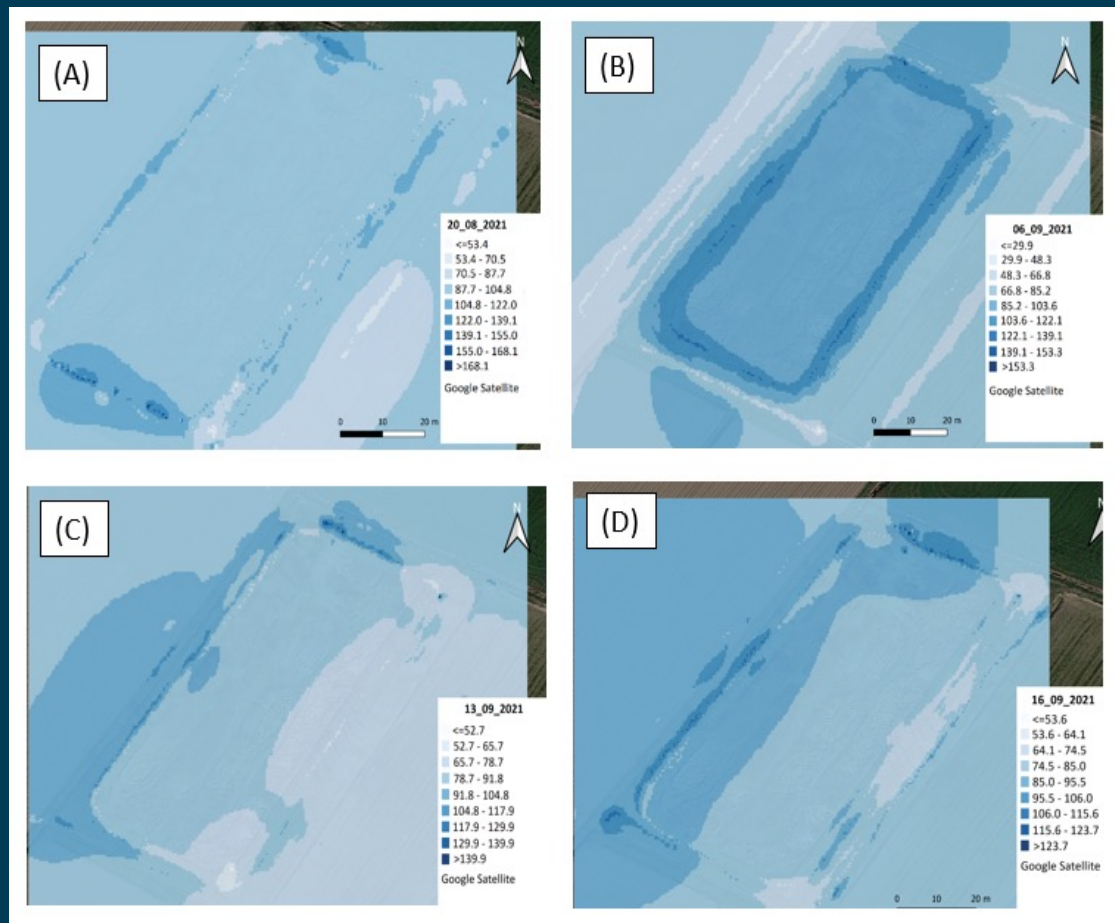 (A)
N
20_08_2021
<=53.4
53.4 - 70.5
70.5 - 87.7
87.7 - 104.8
104.8 - 122.0
122.0 - 139.1
139.1 - 155.0
155.0 - 168.1
>168.1
Google Satellite
0 10 20 m
(B)
N
06_09_2021
<=29.9
29.9 - 48.3
48.3 - 66.8
66.8 - 85.2
85.2 - 103.6
103.6 - 122.1
122.1 - 139.1
139.1 - 153.3
>153.3
Google Satellite
0 10 20 m
(C)
N
13_09_2021
<=52.7
52.7 - 65.7
65.7 - 78.7
78.7 - 91.8
91.8 - 104.8
104.8 - 117.9
117.9 - 129.9
129.9 - 139.9
>139.9
Google Satellite
(D)
N
16_09_2021
<=53.6
53.6 - 64.1
64.1 - 74.5
74.5 - 85.0
85.0 - 95.5
95.5 - 106.0
106.0 - 115.6
115.6 - 123.7
>123.7
Google Satellite
0 10 20 m